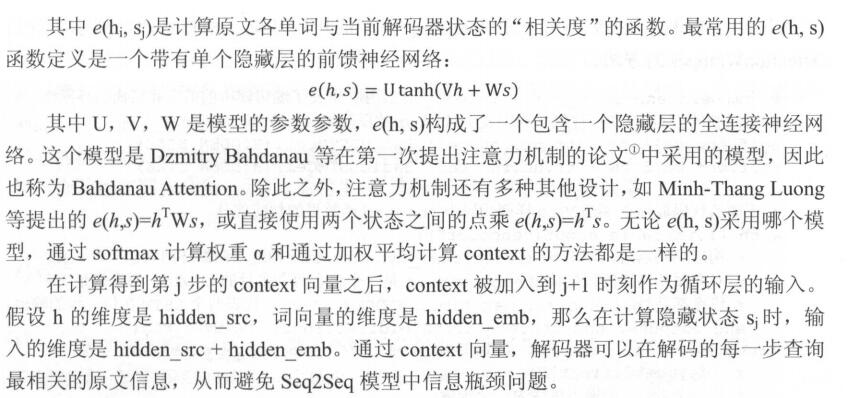 其中 e(hᵢ, sⱼ)是计算原文各单词与当前解码器状态的“相关度”的函数。最常用的 e(h, s)
函数定义是一个带有单个隐藏层的前馈神经网络：
e(h,s) = U tanh(Vh + Ws)
其中 U，V，W 是模型的参数参数，e(h, s)构成了一个包含一个隐藏层的全连接神经网
络。这个模型是 Dzmitry Bahdanau 等在第一次提出注意力机制的论文①中采用的模型，因此
也称为 Bahdanau Attention。除此之外，注意力机制还有多种其他设计，如 Minh-Thang Luong
等提出的 e(h,s)=hᵀWs，或直接使用两个状态之间的点乘 e(h,s)=hᵀs。无论 e(h, s)采用哪个模
型，通过 softmax 计算权重 α 和通过加权平均计算 context 的方法都是一样的。
在计算得到第 j 步的 context 向量之后，context 被加入到 j+1 时刻作为循环层的输入。
假设 h 的维度是 hidden_src，词向量的维度是 hidden_emb，那么在计算隐藏状态 sⱼ 时，输
入的维度是 hidden_src + hidden_emb。通过 context 向量，解码器可以在解码的每一步查询
最相关的原文信息，从而避免 Seq2Seq 模型中信息瓶颈问题。